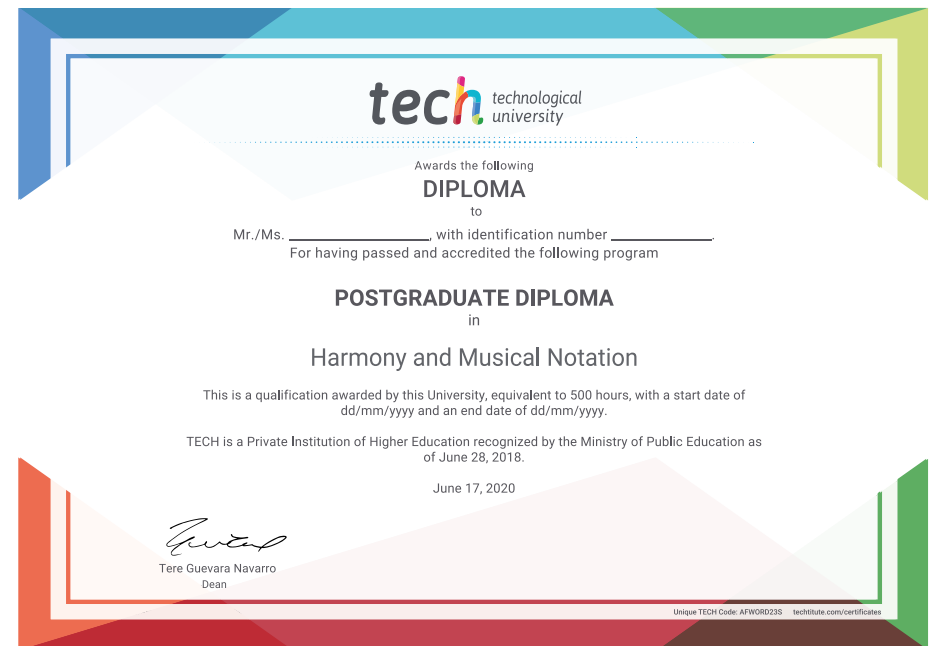 tech technological
university
Awards the following
DIPLOMA
to
Mr./Ms. ____________________, with identification number ______________.
For having passed and accredited the following program
POSTGRADUATE DIPLOMA
in
Harmony and Musical Notation
This is a qualification awarded by this University, equivalent to 500 hours, with a start date of
dd/mm/yyyy and an end date of dd/mm/yyyy.
TECH is a Private Institution of Higher Education recognized by the Ministry of Public Education as
of June 28, 2018.
June 17, 2020
Tere Guevara Navarro
Dean
Unique TECH Code: AFWORD23S techtitute.com/certificates